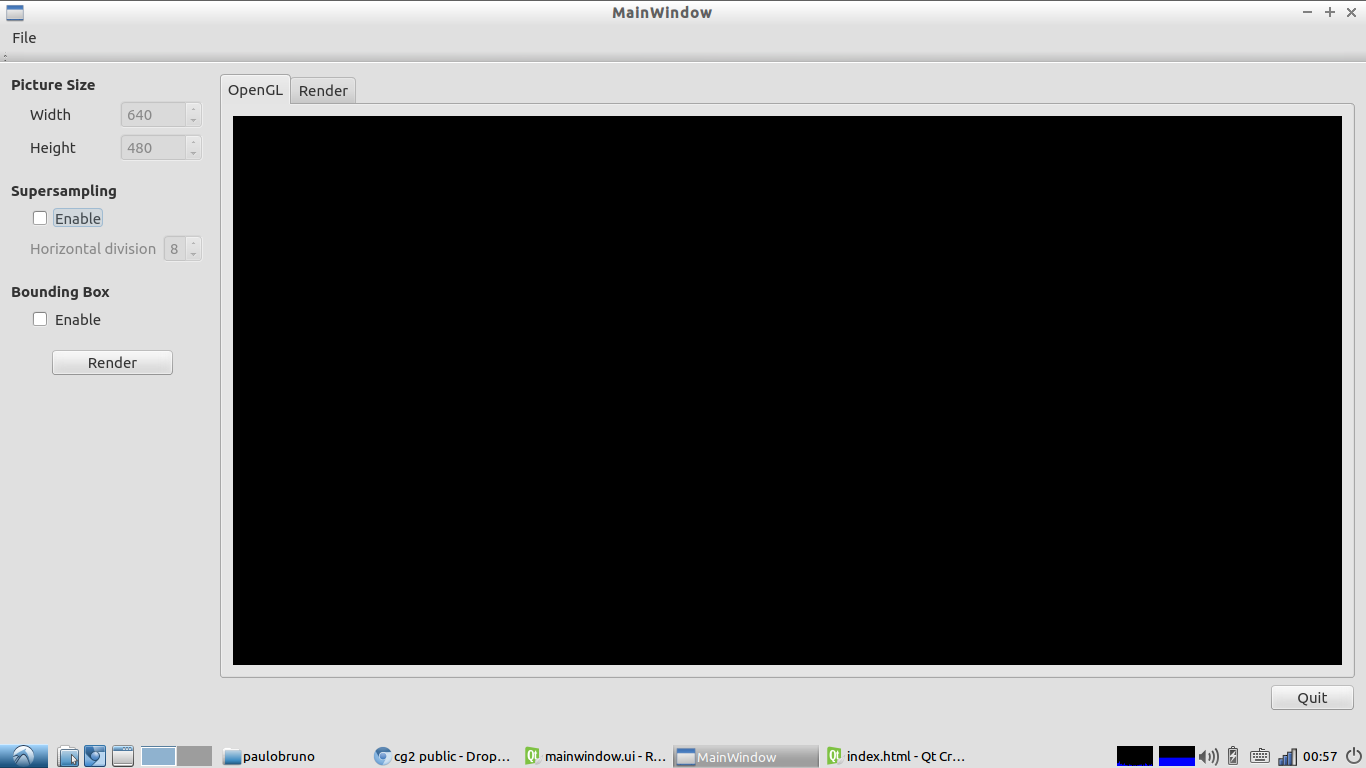 MainWindow
File
Picture Size
Width 640
Height 480
Supersampling
Enable
Horizontal division 8
Bounding Box
Enable
Render
OpenGL Render
Quit
paulobruno cg2 public - Drop... mainwindow.ui - R... MainWindow index.html - Qt Cr... 00:57